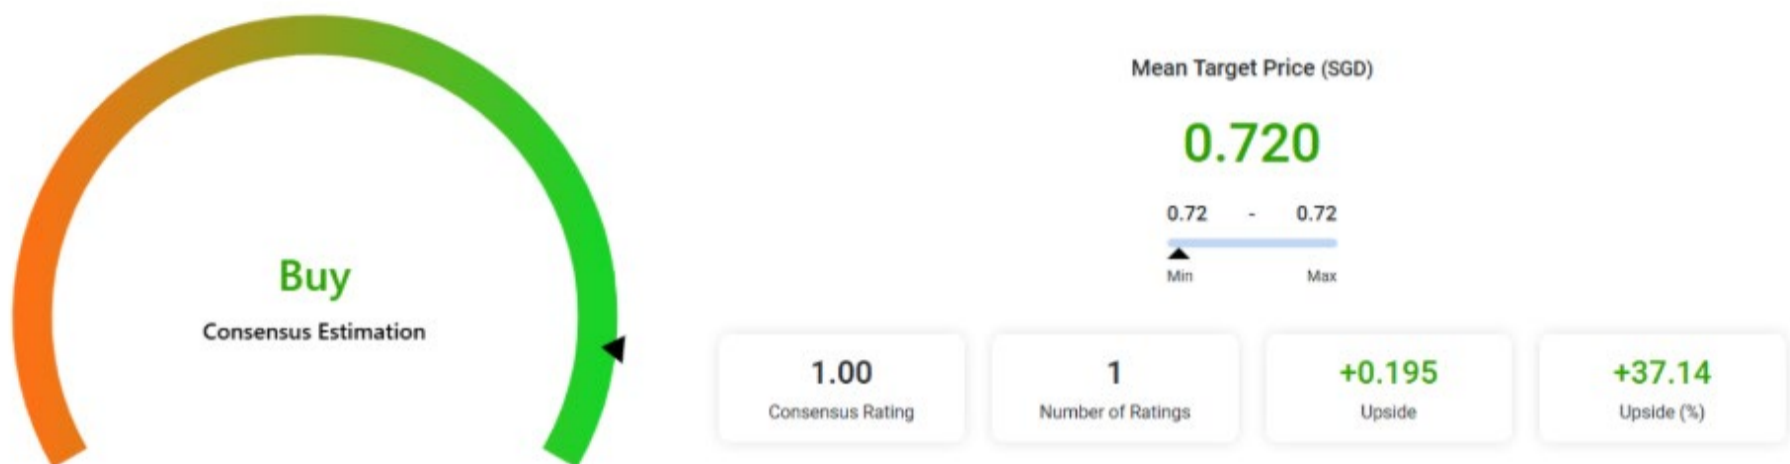 Buy
Consensus Estimation
Mean Target Price (SGD)
0.720
0.72 - 0.72
Min Max
1.00
Consensus Rating
1
Number of Ratings
+0.195
Upside
+37.14
Upside (%)